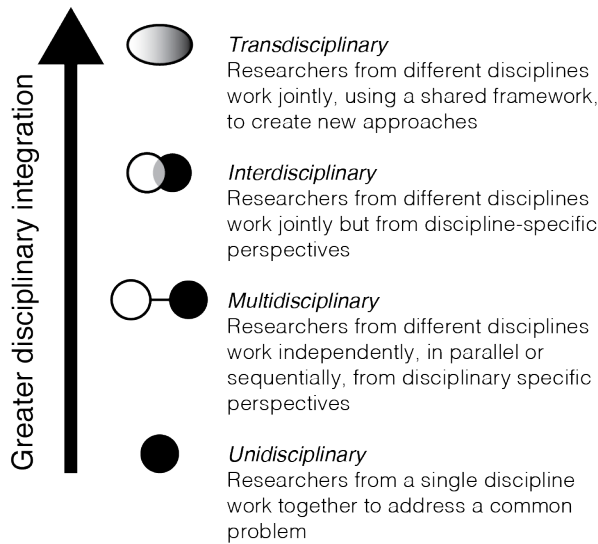 Greater disciplinary integration
Transdisciplinary
Researchers from different disciplines
work jointly, using a shared framework,
to create new approaches
Interdisciplinary
Researchers from different disciplines
work jointly but from discipline-specific
perspectives
Multidisciplinary
Researchers from different disciplines
work independently, in parallel or
sequentially, from disciplinary specific
perspectives
Unidisciplinary
Researchers from a single discipline
work together to address a common
problem